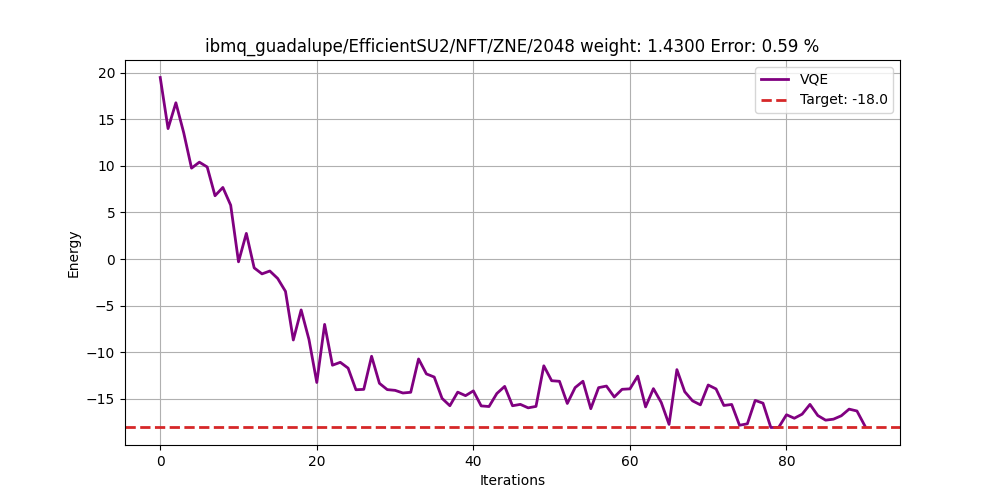 ibmq_guadalupe/EfficientSU2/NFT/ZNE/2048 weight: 1.4300 Error: 0.59 %
VQE
Target: -18.0
20
15
10
5
0
−5
−10
−15
Energy
0 20 40 60 80
Iterations